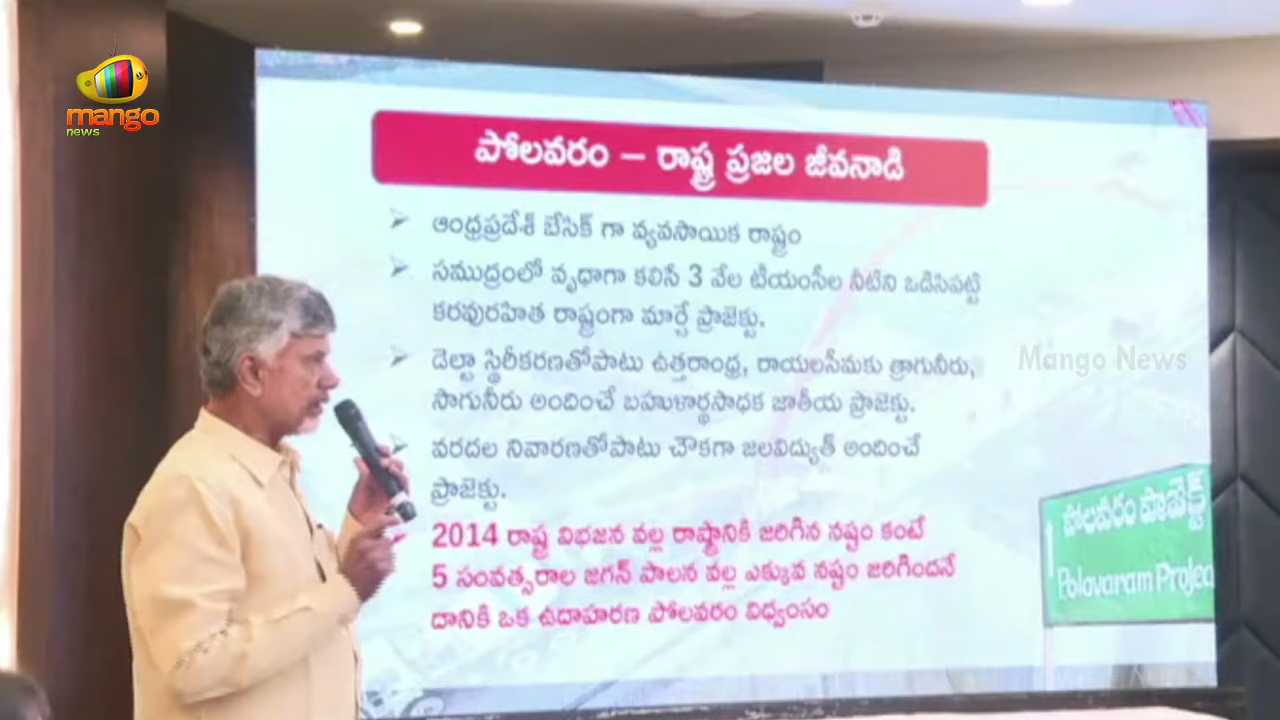 mango
news
పోలవరం – రాష్ట్ర ప్రజల జీవనాడి
ఆంధ్రప్రదేశ్ బేసిక్ గా వ్యవసాయిక రాష్ట్రం
సముద్రంలో వృధాగా కలిసే 3 వేల టీయంసీల నీటిని ఒడిసిపట్టి
కరవురహిత రాష్ట్రంగా మార్చే ప్రాజెక్టు.
డెల్టా స్థిరీకరణతోపాటు ఉత్తరాంధ్ర, రాయలసీమకు త్రాగునీరు,
సాగునీరు అందించే బహుళార్థసాధక జాతీయ ప్రాజెక్టు.
వరదల నివారణతోపాటు చౌకగా జలవిద్యుత్ అందించే
ప్రాజెక్టు.
2014 రాష్ట్ర విభజన వల్ల రాష్ట్రానికి జరిగిన నష్టం కంటే
5 సంవత్సరాల జగన్ పాలన వల్ల ఎక్కువ నష్టం జరిగిందనే
దానికి ఒక ఉదాహరణ పోలవరం విధ్వంసం
Mango News
పోలవరం ప్రాజెక్ట్
Polavaram Projec